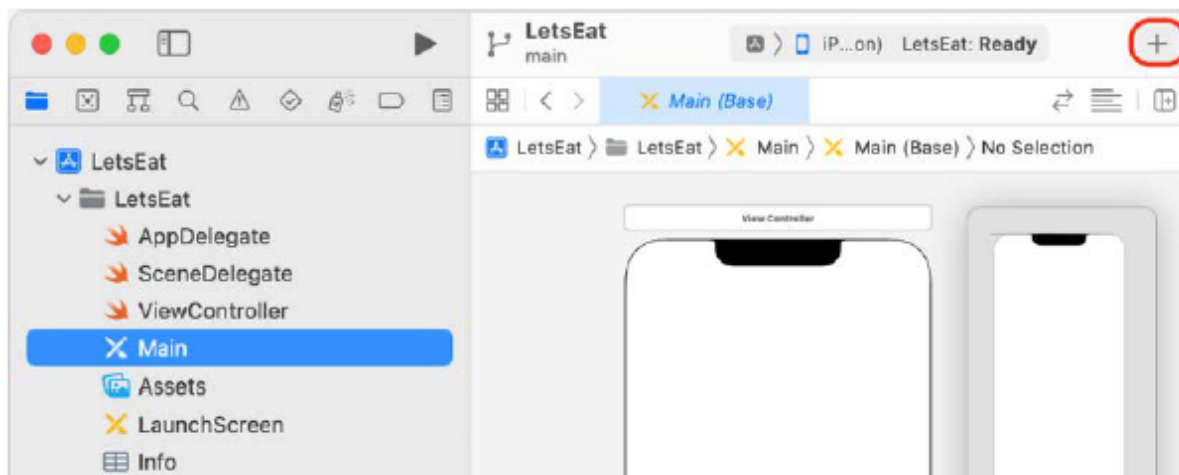 LetsEat
main
iP...on) LetsEat: Ready
Main (Base)
LetsEat
LetsEat
AppDelegate
SceneDelegate
ViewController
Main
Assets
LaunchScreen
Info
LetsEat LetsEat Main Main (Base) No Selection
View Controller